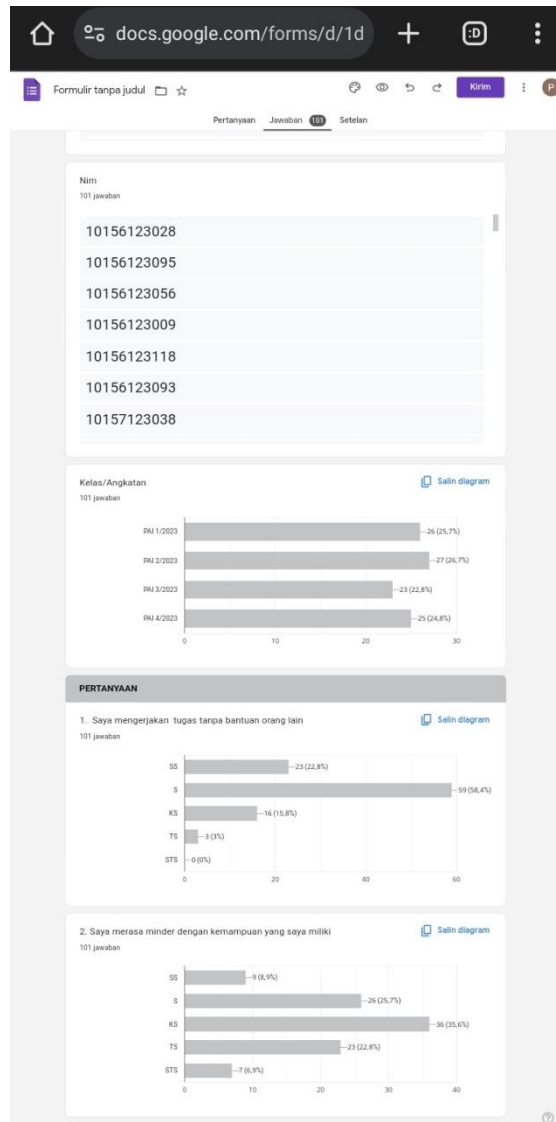 docs.google.com/forms/d/1d
:D
Formulir tanpa judul
Kirim
P
Pertanyaan Jawaban 101 Setelan
Nim
101 jawaban
10156123028
10156123095
10156123056
10156123009
10156123118
10156123093
10157123038
Kelas/Angkatan
Salin diagram
101 jawaban
PAI 1/2023
26 (25,7%)
PAI 2/2023
27 (26,7%)
PAI 3/2023
23 (22,8%)
PAI 4/2023
25 (24,8%)
0 10 20 30
PERTANYAAN
1. Saya mengerjakan tugas tanpa bantuan orang lain
Salin diagram
101 jawaban
SS 23 (22,8%)
S 59 (58,4%)
KS 16 (15,8%)
TS 3 (3%)
STS 0 (0%)
0 20 40 60
2. Saya merasa minder dengan kemampuan yang saya miliki
Salin diagram
101 jawaban
SS 9 (8,9%)
S 26 (25,7%)
KS 36 (35,6%)
TS 23 (22,8%)
STS 7 (6,9%)
0 10 20 30 40